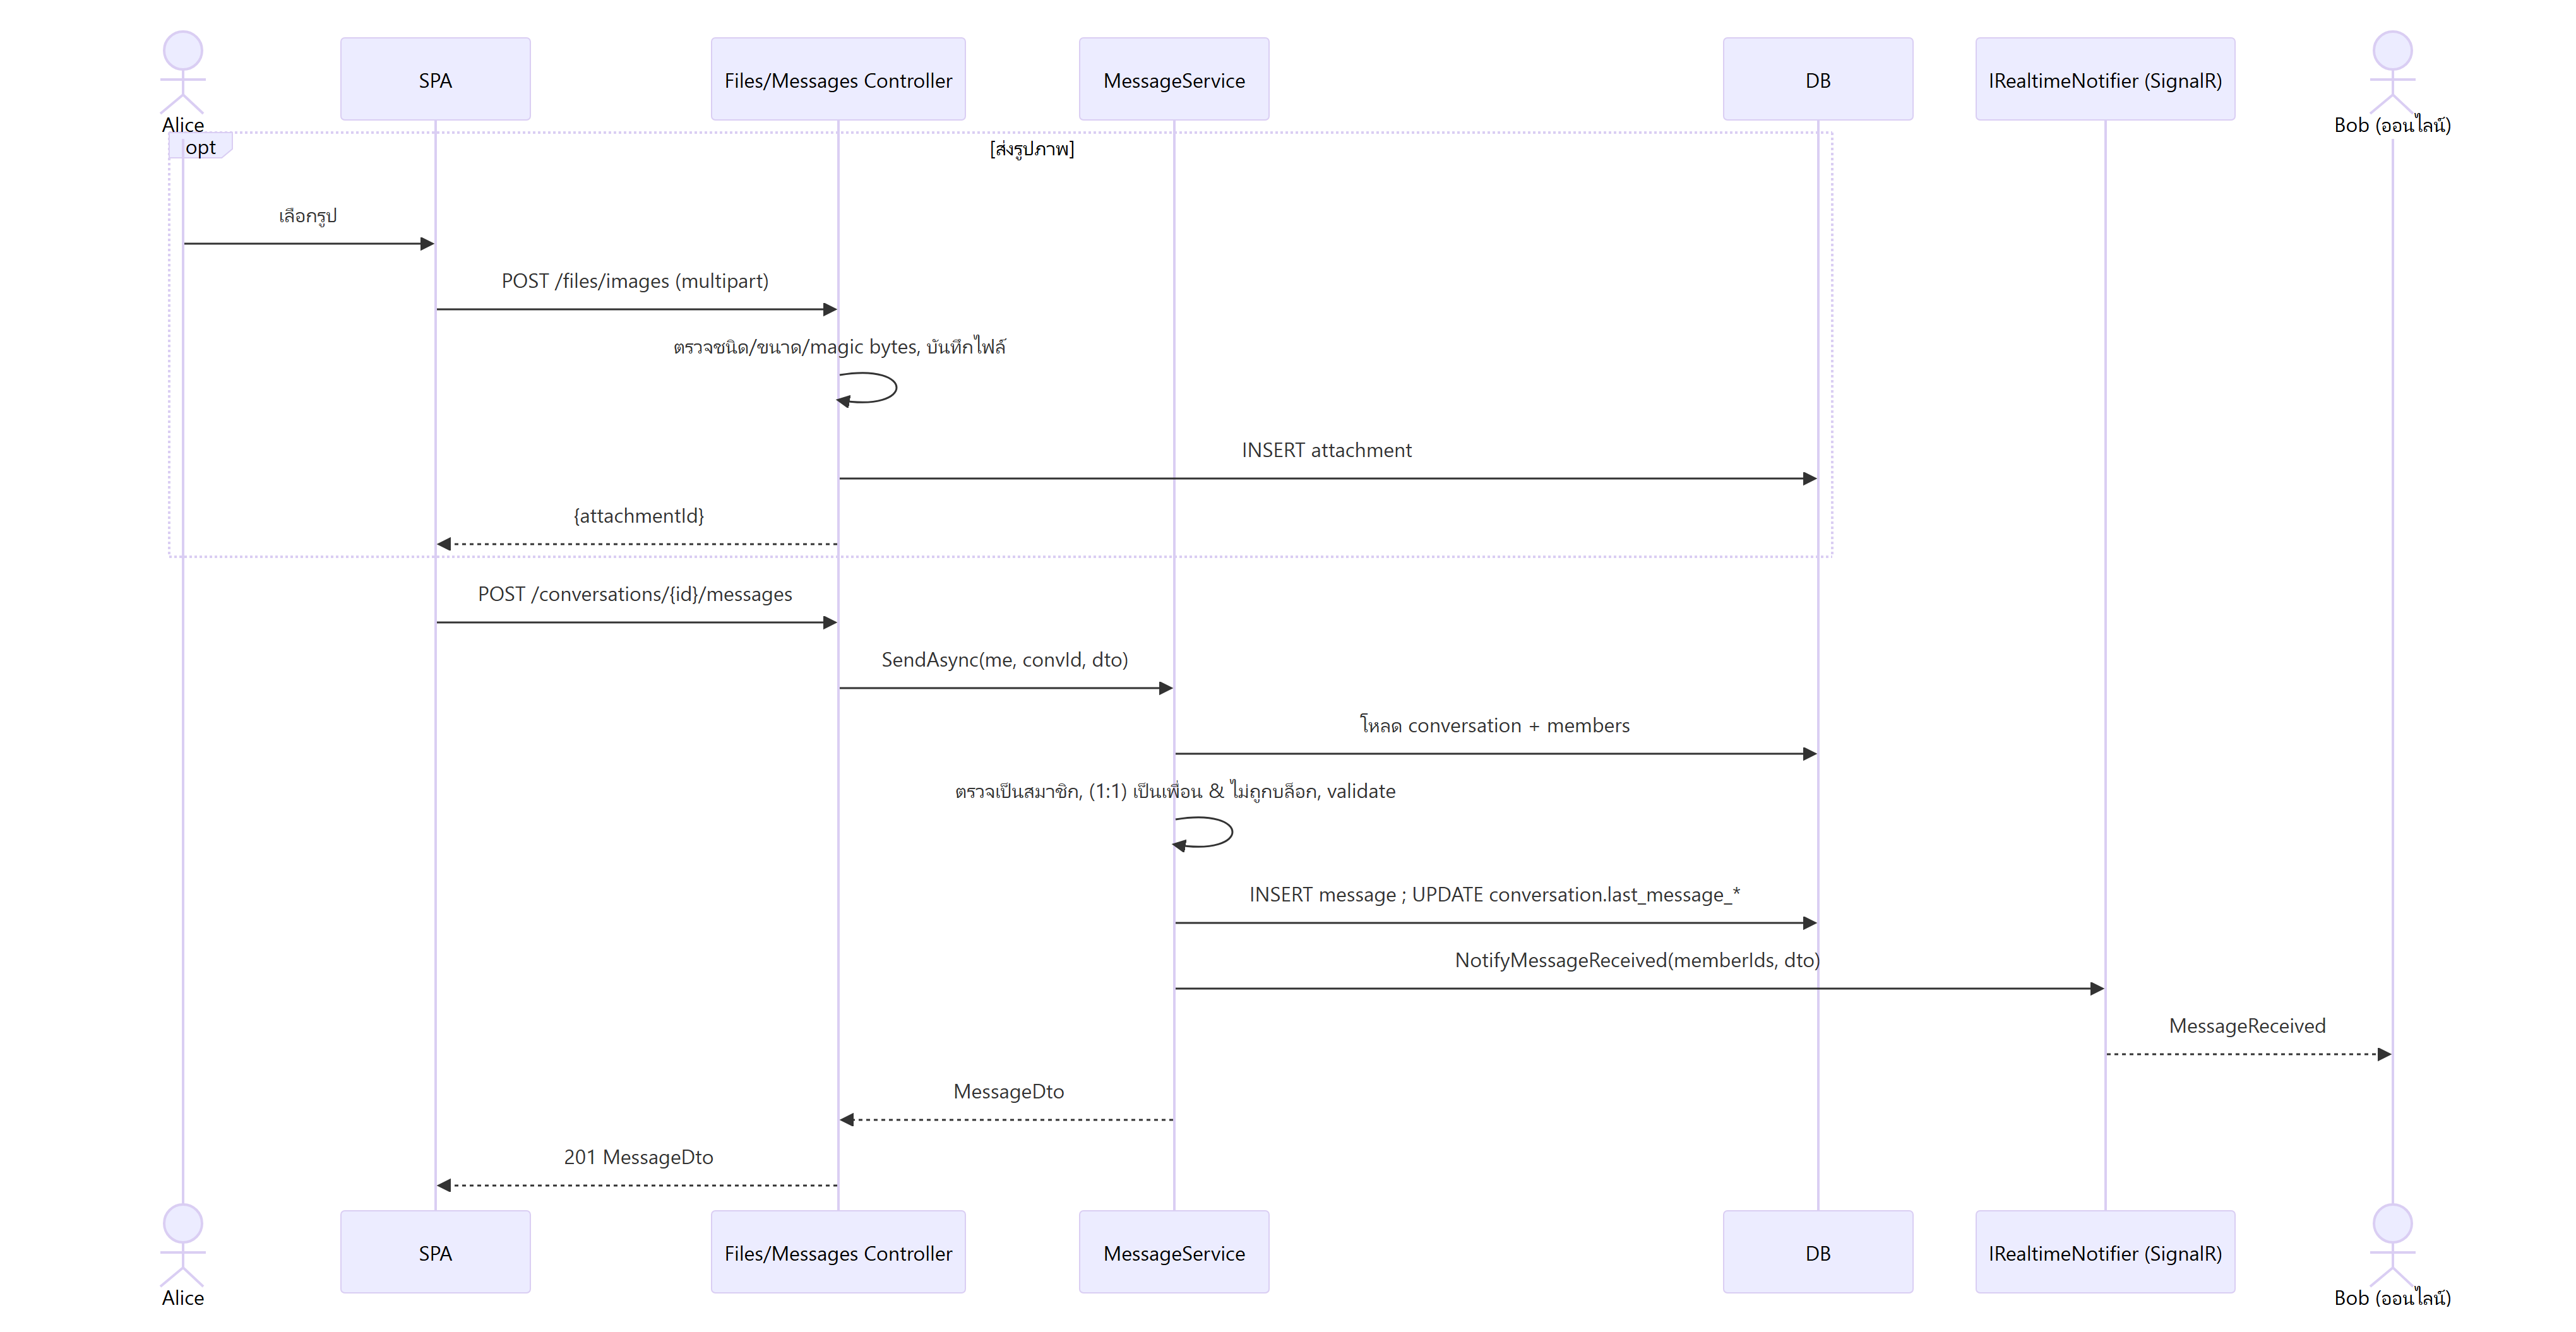 Alice
SPA
Files/Messages Controller
MessageService
DB
IRealtimeNotifier (SignalR)
Bob (ออนไลน์)
opt
[ส่งรูปภาพ]
เลือกรูป
POST /files/images (multipart)
ตรวจชนิด/ขนาด/magic bytes, บันทึกไฟล์
INSERT attachment
{attachmentId}
POST /conversations/{id}/messages
SendAsync(me, convId, dto)
โหลด conversation + members
ตรวจเป็นสมาชิก, (1:1) เป็นเพื่อน & ไม่ถูกบล็อก, validate
INSERT message ; UPDATE conversation.last_message_*
NotifyMessageReceived(memberIds, dto)
MessageReceived
MessageDto
201 MessageDto
Alice
SPA
Files/Messages Controller
MessageService
DB
IRealtimeNotifier (SignalR)
Bob (ออนไลน์)